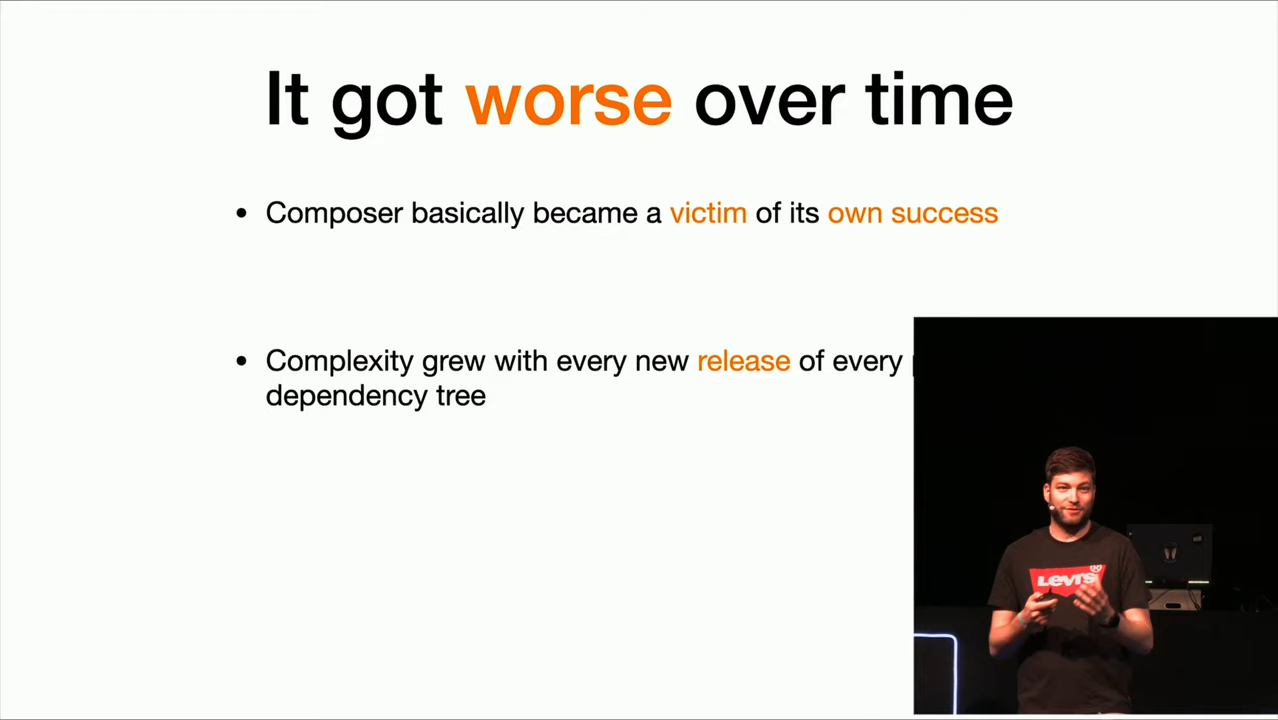 It got worse over time
• Composer basically became a victim of its own success
• Complexity grew with every new release of every
dependency tree
Levi's®